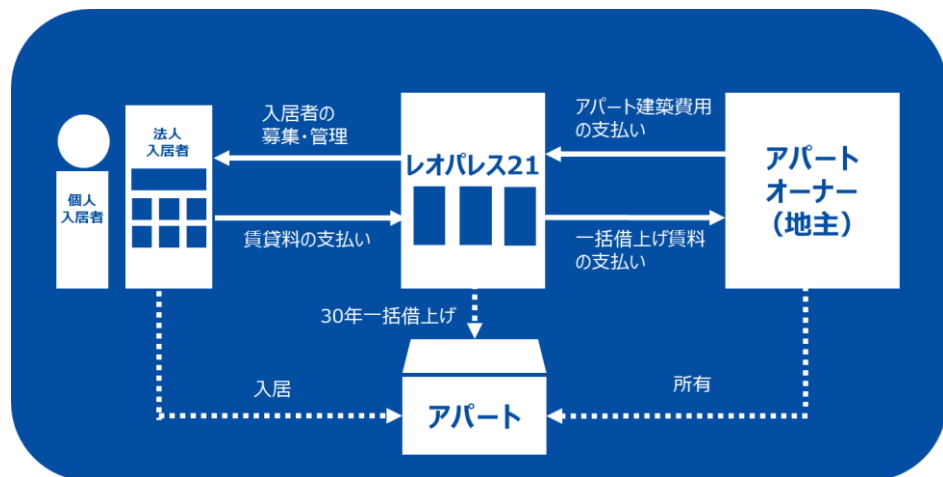 入居者の
募集・管理
アパート建築費用
の支払い
法人
入居者
レオパレス21
アパート
オーナー
（地主）
個人
入居者
賃貸料の支払い
一括借上げ賃料
の支払い
30年一括借上げ
入居
所有
アパート